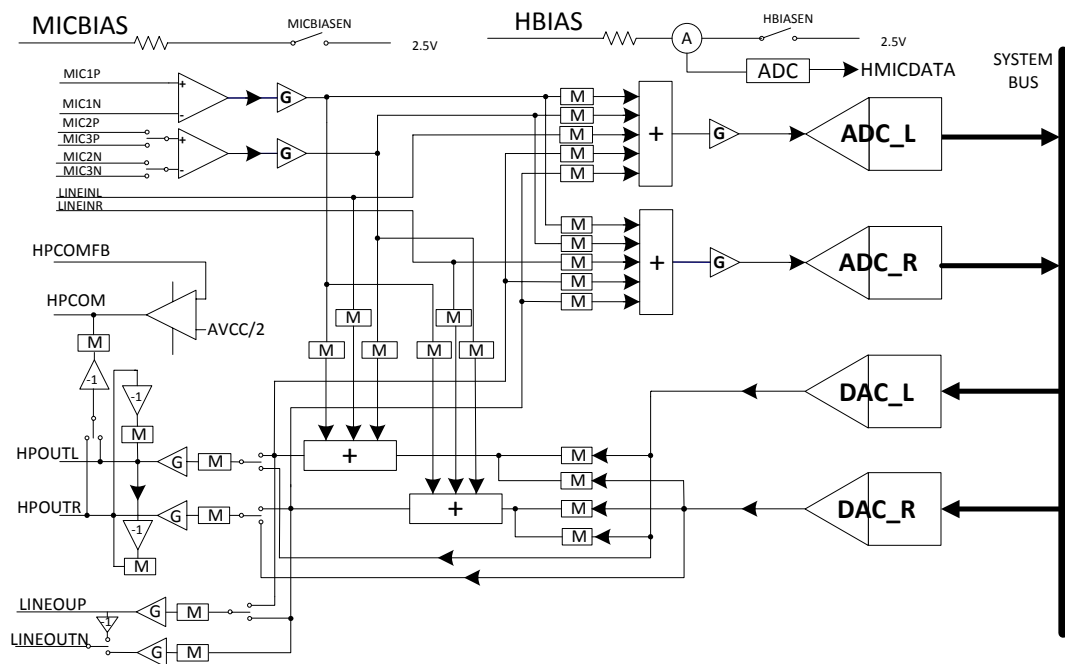 MICBIAS
MICBIASEN
2.5V
HBIAS
A
HBIASEN
2.5V
ADC
HMICDATA
SYSTEM
BUS
MIC1P
MIC1N
MIC2P
MIC3P
MIC2N
MIC3N
LINEINL
LINEINR
+
-
G
+
-
G
M
M
M
M
M
+
G
ADC_L
M
M
M
M
M
+
G
ADC_R
HPCOMFB
HPCOM
AVCC/2
M
-1
-1
M
M
M
M
M
M
M
DAC_L
HPOUTL
G
M
+
M
M
HPOUTR
G
M
+
M
M
DAC_R
-1
M
LINEOUP
G
M
-1
LINEOUTN
G
M